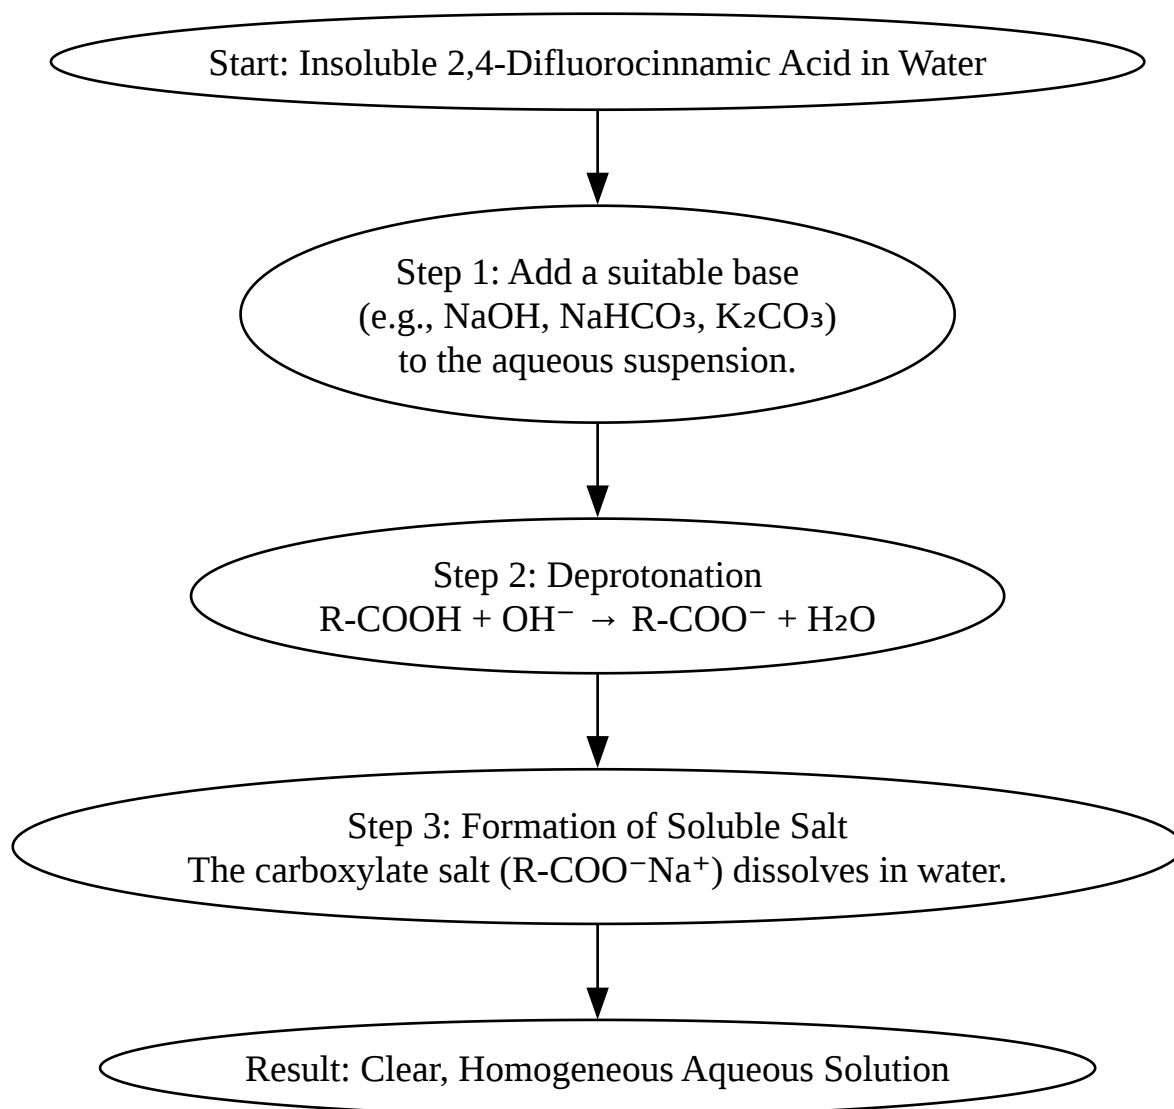 Start: Insoluble 2,4-Difluorocinnamic Acid in Water
Step 1: Add a suitable base
(e.g., NaOH, NaHCO₃, K₂CO₃)
to the aqueous suspension.
Step 2: Deprotonation
R-COOH + OH⁻ → R-COO⁻ + H₂O
Step 3: Formation of Soluble Salt
The carboxylate salt (R-COO⁻Na⁺) dissolves in water.
Result: Clear, Homogeneous Aqueous Solution